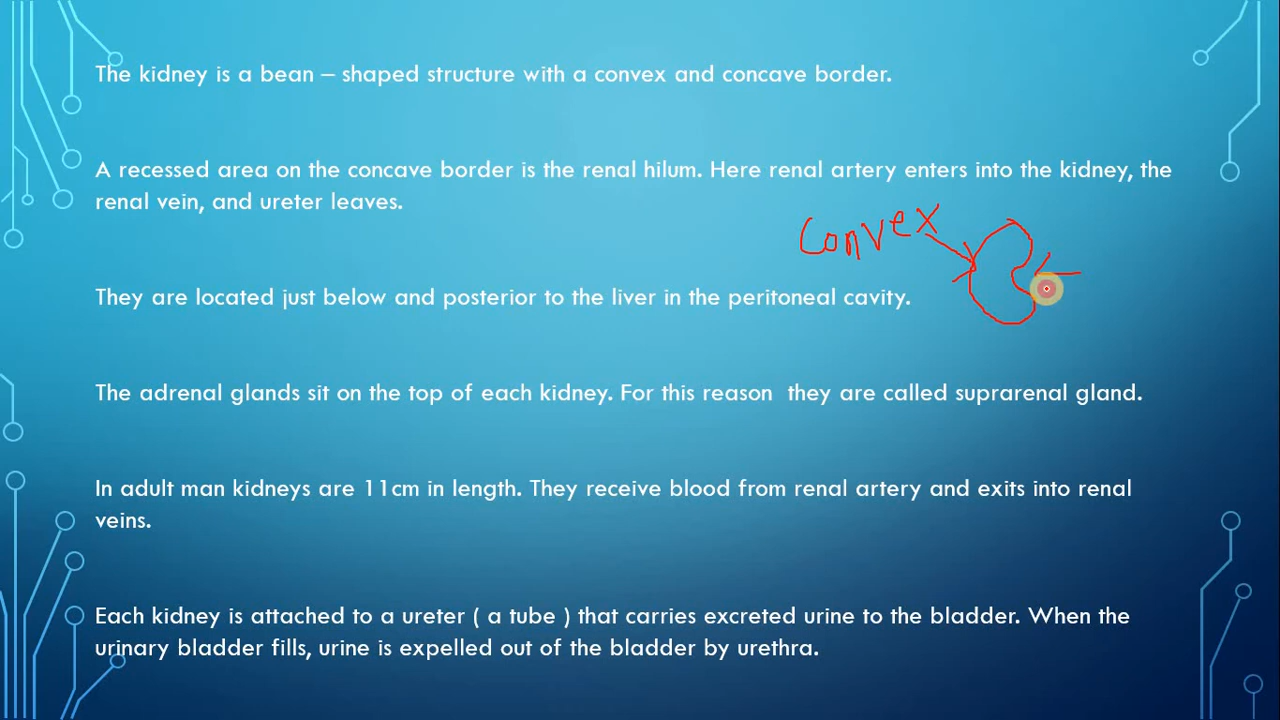 The kidney is a bean – shaped structure with a convex and concave border.
A recessed area on the concave border is the renal hilum. Here renal artery enters into the kidney, the
renal vein, and ureter leaves.
Convex
They are located just below and posterior to the liver in the peritoneal cavity.
The adrenal glands sit on the top of each kidney. For this reason  they are called suprarenal gland.
In adult man kidneys are 11cm in length. They receive blood from renal artery and exits into renal
veins.
Each kidney is attached to a ureter ( a tube ) that carries excreted urine to the bladder. When the
urinary bladder fills, urine is expelled out of the bladder by urethra.